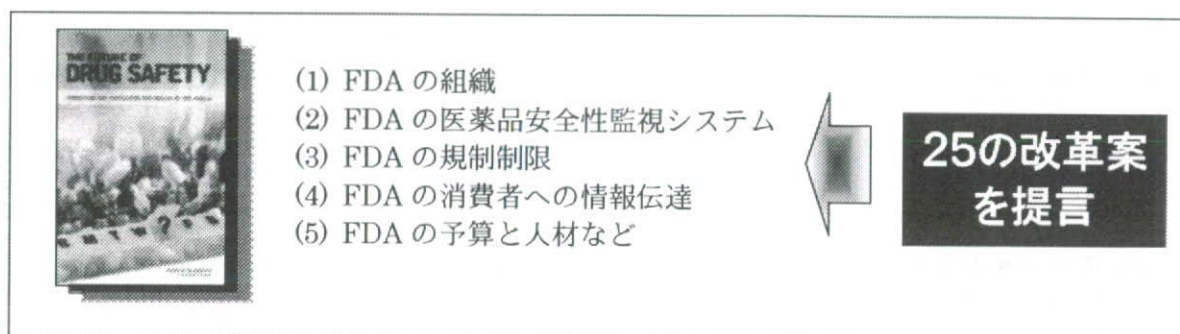 THE FUTURE OF
DRUG SAFETY
(1) FDA の組織
(2) FDA の医薬品安全性監視システム
(3) FDA の規制制限
(4) FDA の消費者への情報伝達
(5) FDA の予算と人材など
25の改革案
を提言